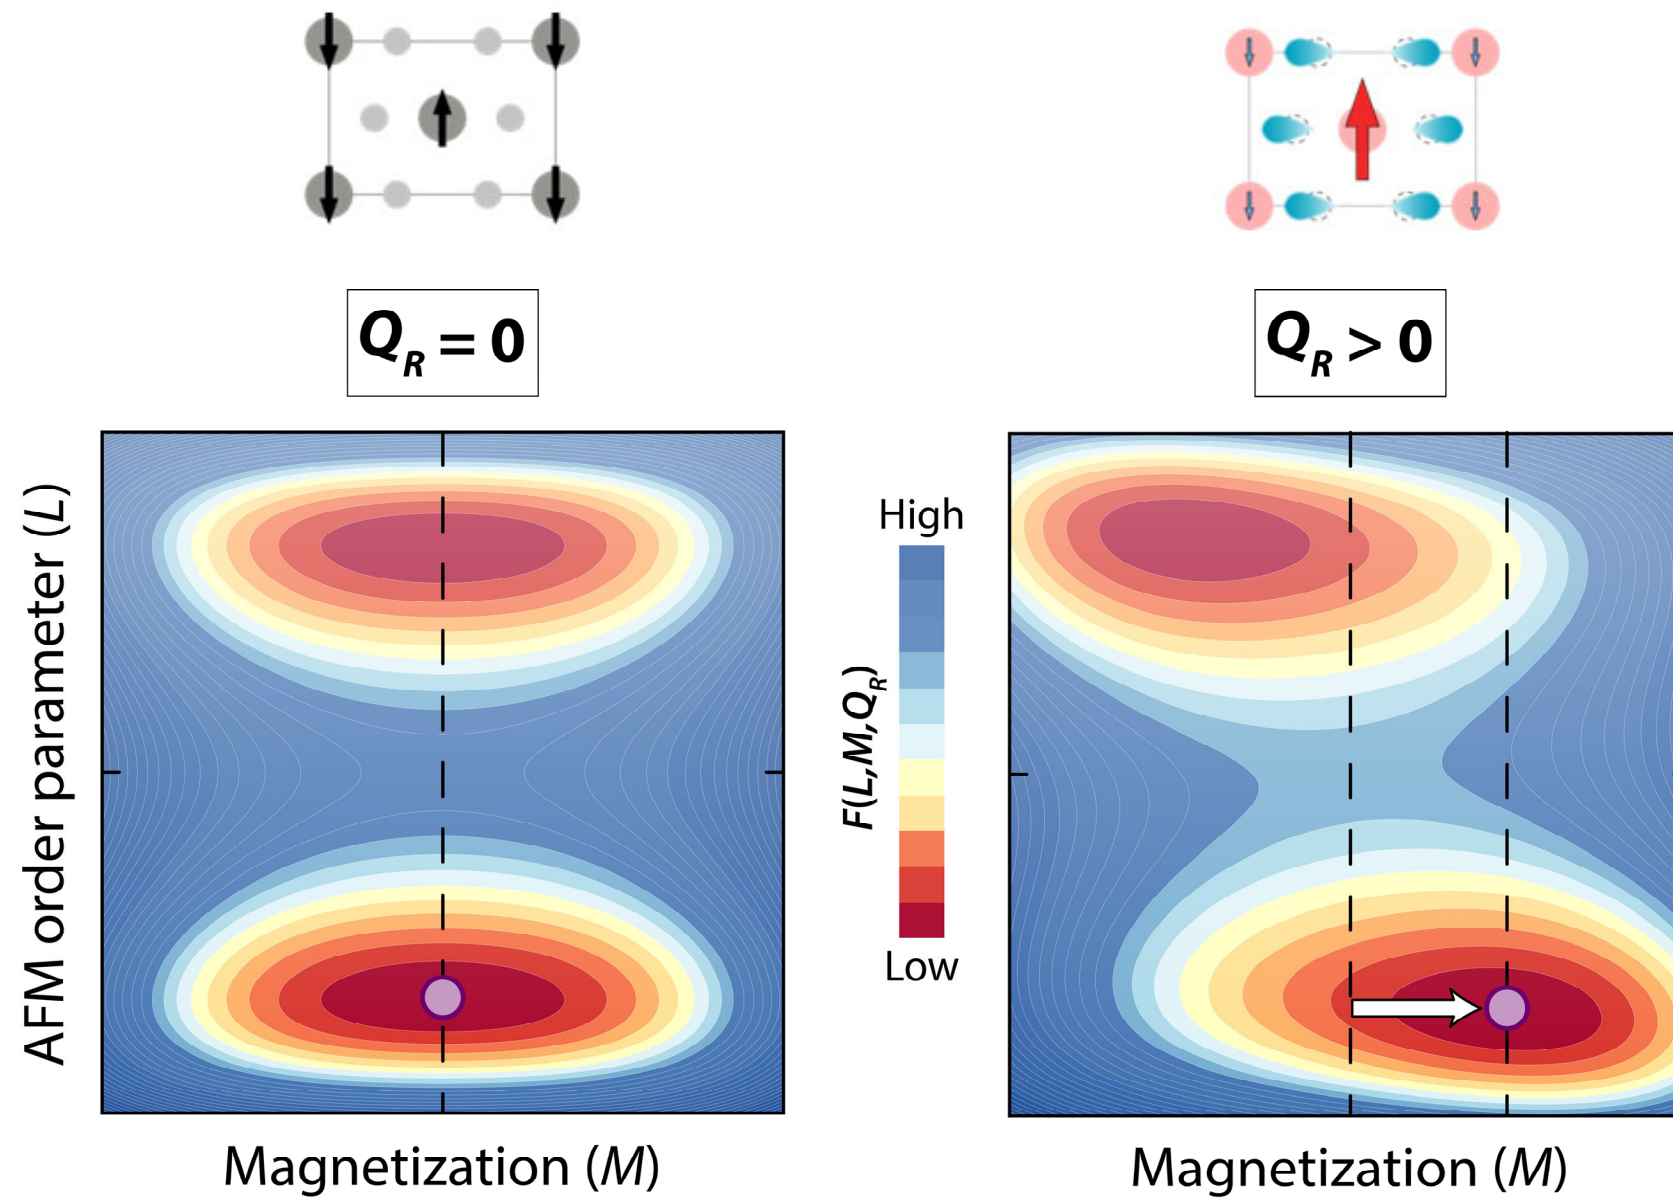 Q_R = 0
Q_R > 0
AFM order parameter (L)
High
F(L,M,Q_R)
Low
Magnetization (M)
Magnetization (M)